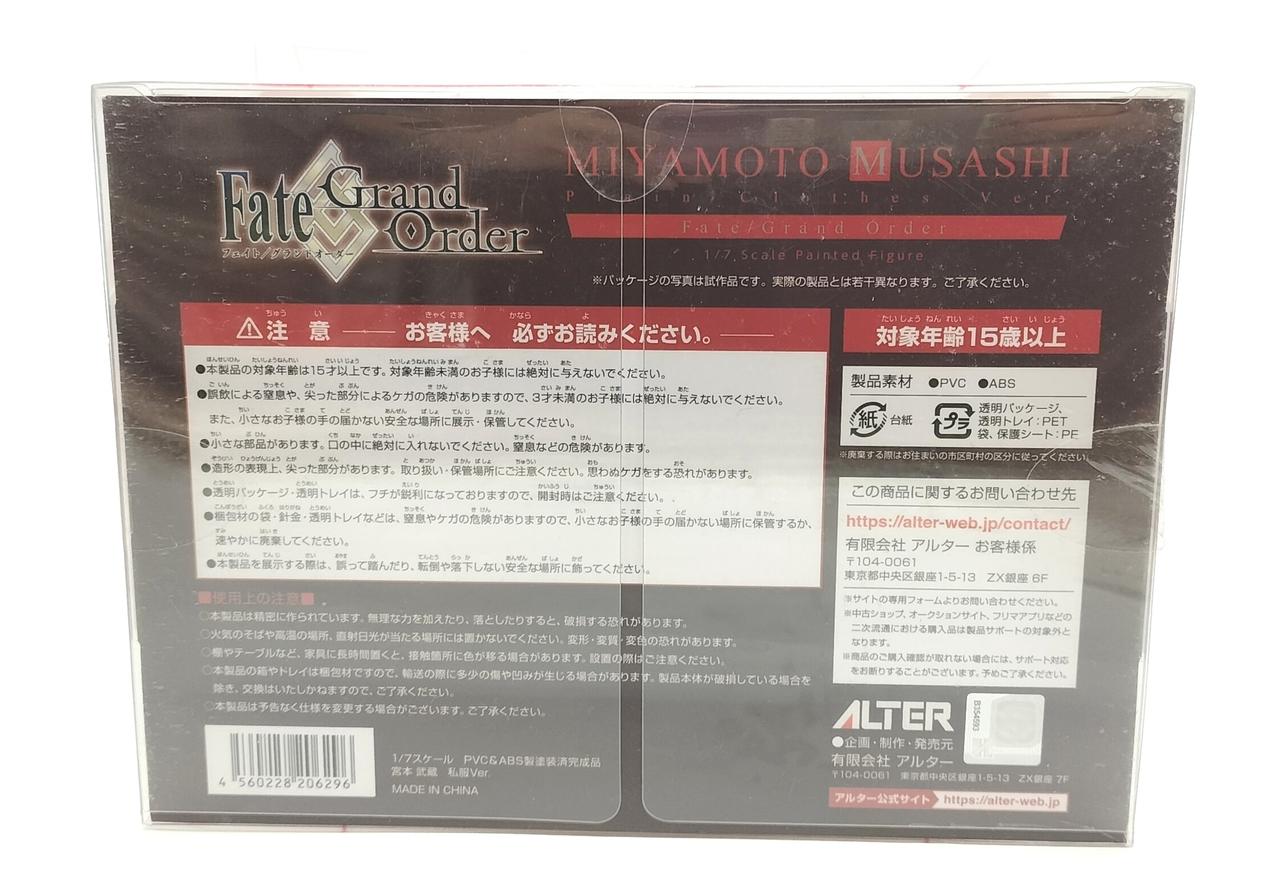 Fate Grand Order
フェイト/グランドオーダー
MIYAMOTO MUSASHI
Plain Clothes Ver.
Fate/Grand Order
1/7 Scale Painted Figure
※パッケージの写真は試作品です。実際の製品とは若干異なります。ご了承ください。
⚠注意 お客様へ 必ずお読みください。
●本製品の対象年齢は15才以上です。対象年齢未満のお子様には絶対に与えないでください。
●誤飲による窒息や、尖った部分によるケガの危険がありますので、3才未満のお子様には絶対に与えないでください。
また、小さなお子様の手の届かない安全な場所に展示・保管してください。
●小さな部品があります。口の中に絶対に入れないでください。窒息などの危険があります。
●造形の表現上、尖った部分があります。取り扱い・保管場所にご注意ください。思わぬケガをする恐れがあります。
●透明パッケージ・透明トレイは、フチが鋭利になっておりますので、開封時はご注意ください。
●梱包材の袋・針金・透明トレイなどは、窒息やケガの危険がありますので、小さなお子様の手の届かない場所に保管するか、
速やかに廃棄してください。
●本製品を展示する際は、誤って踏んだり、転倒や落下しない安全な場所に飾ってください。
■使用上の注意■
○本製品は精密に作られています。無理な力を加えたり、落としたりすると、破損する恐れがあります。
○火気のそばや高温の場所、直射日光が当たる場所には置かないでください。変形・変質・変色の恐れがあります。
○棚やテーブルなど、家具に長時間置くと、接触箇所に色が移る場合があります。設置の際はご注意ください。
○本製品の箱やトレイは梱包材ですので、輸送の際に多少の傷や凹みが生じる場合があります。製品本体が破損している場合を
除き、交換はいたしかねますので、ご了承ください。
○本製品は予告なく仕様を変更する場合がございます。ご了承ください。
4 560228 206296
1/7スケール PVC&ABS製塗装済完成品
宮本 武蔵 私服Ver.
MADE IN CHINA
対象年齢15歳以上
製品素材 ●PVC ●ABS
紙 台紙
プラ 透明パッケージ、
透明トレイ:PET
袋、保護シート:PE
※廃棄する際はお住まいの市区町村の区分に従ってください。
この商品に関するお問い合わせ先
https://alter-web.jp/contact/
有限会社 アルター お客様係
〒104-0061
東京都中央区銀座1-5-13 ZX銀座 6F
※サイトの専用フォームよりお問い合わせください。
※中古ショップ、オークションサイト、フリマアプリなどの
二次流通における購入品は製品サポートの対象外と
なります。
※商品のご購入確認が取れない場合には、サポート対応
をお断りすることがございます。予めご了承ください。
ALTER
B354593
●企画・制作・発売元
有限会社 アルター
〒104-0061 東京都中央区銀座1-5-13 ZX銀座 7F
アルター公式サイト https://alter-web.jp